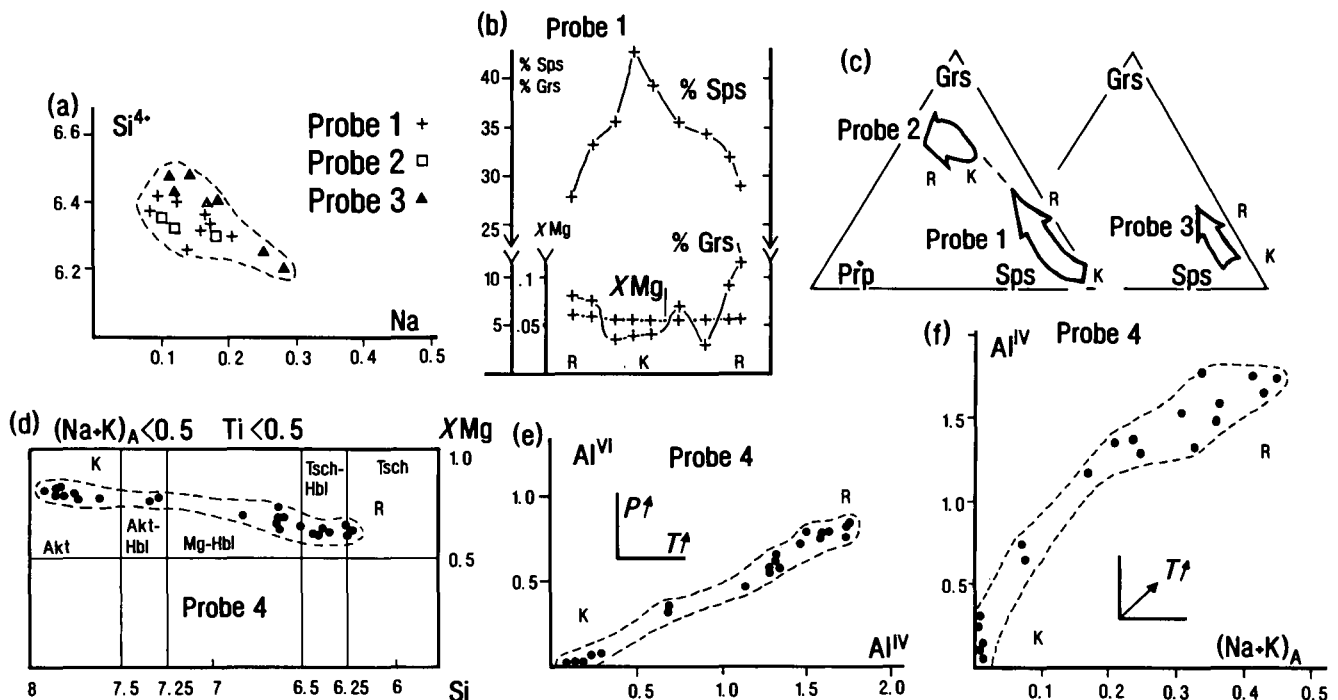 (a)
Si4+
6.6
6.4
6.2
Probe 1 +
Probe 2 □
Probe 3 ▲
Na
0.1 0.2 0.3 0.4 0.5
(b) Probe 1
% Sps
% Grs
40
35
30
25
% Sps
XMg
10 .1
5 .05
% Grs
XMg
R K R
(c)
Grs
Probe 2
R K
R
Probe 1
K
Prp Sps
Grs
Probe 3
R
K
Sps
(d) (Na+K)A<0.5 Ti<0.5 XMg
K
Tsch-
Hbl
Tsch
R
1.0
Akt
Akt-
Hbl
Mg-Hbl
0.5
Probe 4
8 7.5 7.25 7 6.5 6.25 6 Si
(e) Probe 4
AlVI
1.0
0.5
P↑
T↑
R
K
AlIV
0.5 1.0 1.5 2.0
(f)
AlIV Probe 4
1.5
1.0
0.5
R
T↑
K
(Na+K)A
0.1 0.2 0.3 0.4 0.5